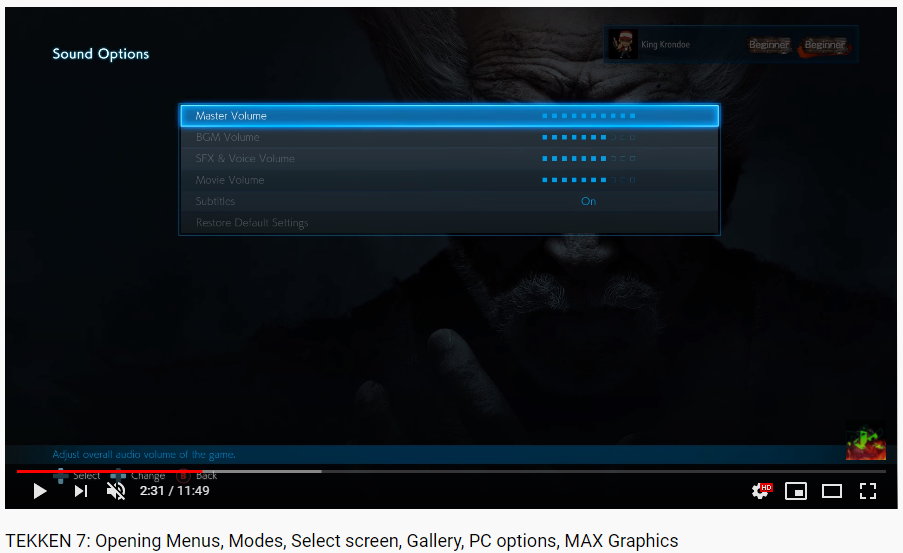 Sound Options
King Krondoe
Beginner
Beginner
Master Volume
BGM Volume
SFX & Voice Volume
Movie Volume
Subtitles On
Restore Default Settings
Adjust overall audio volume of the game.
Select Change B Back
2:31 / 11:49
HD
TEKKEN 7: Opening Menus, Modes, Select screen, Gallery, PC options, MAX Graphics